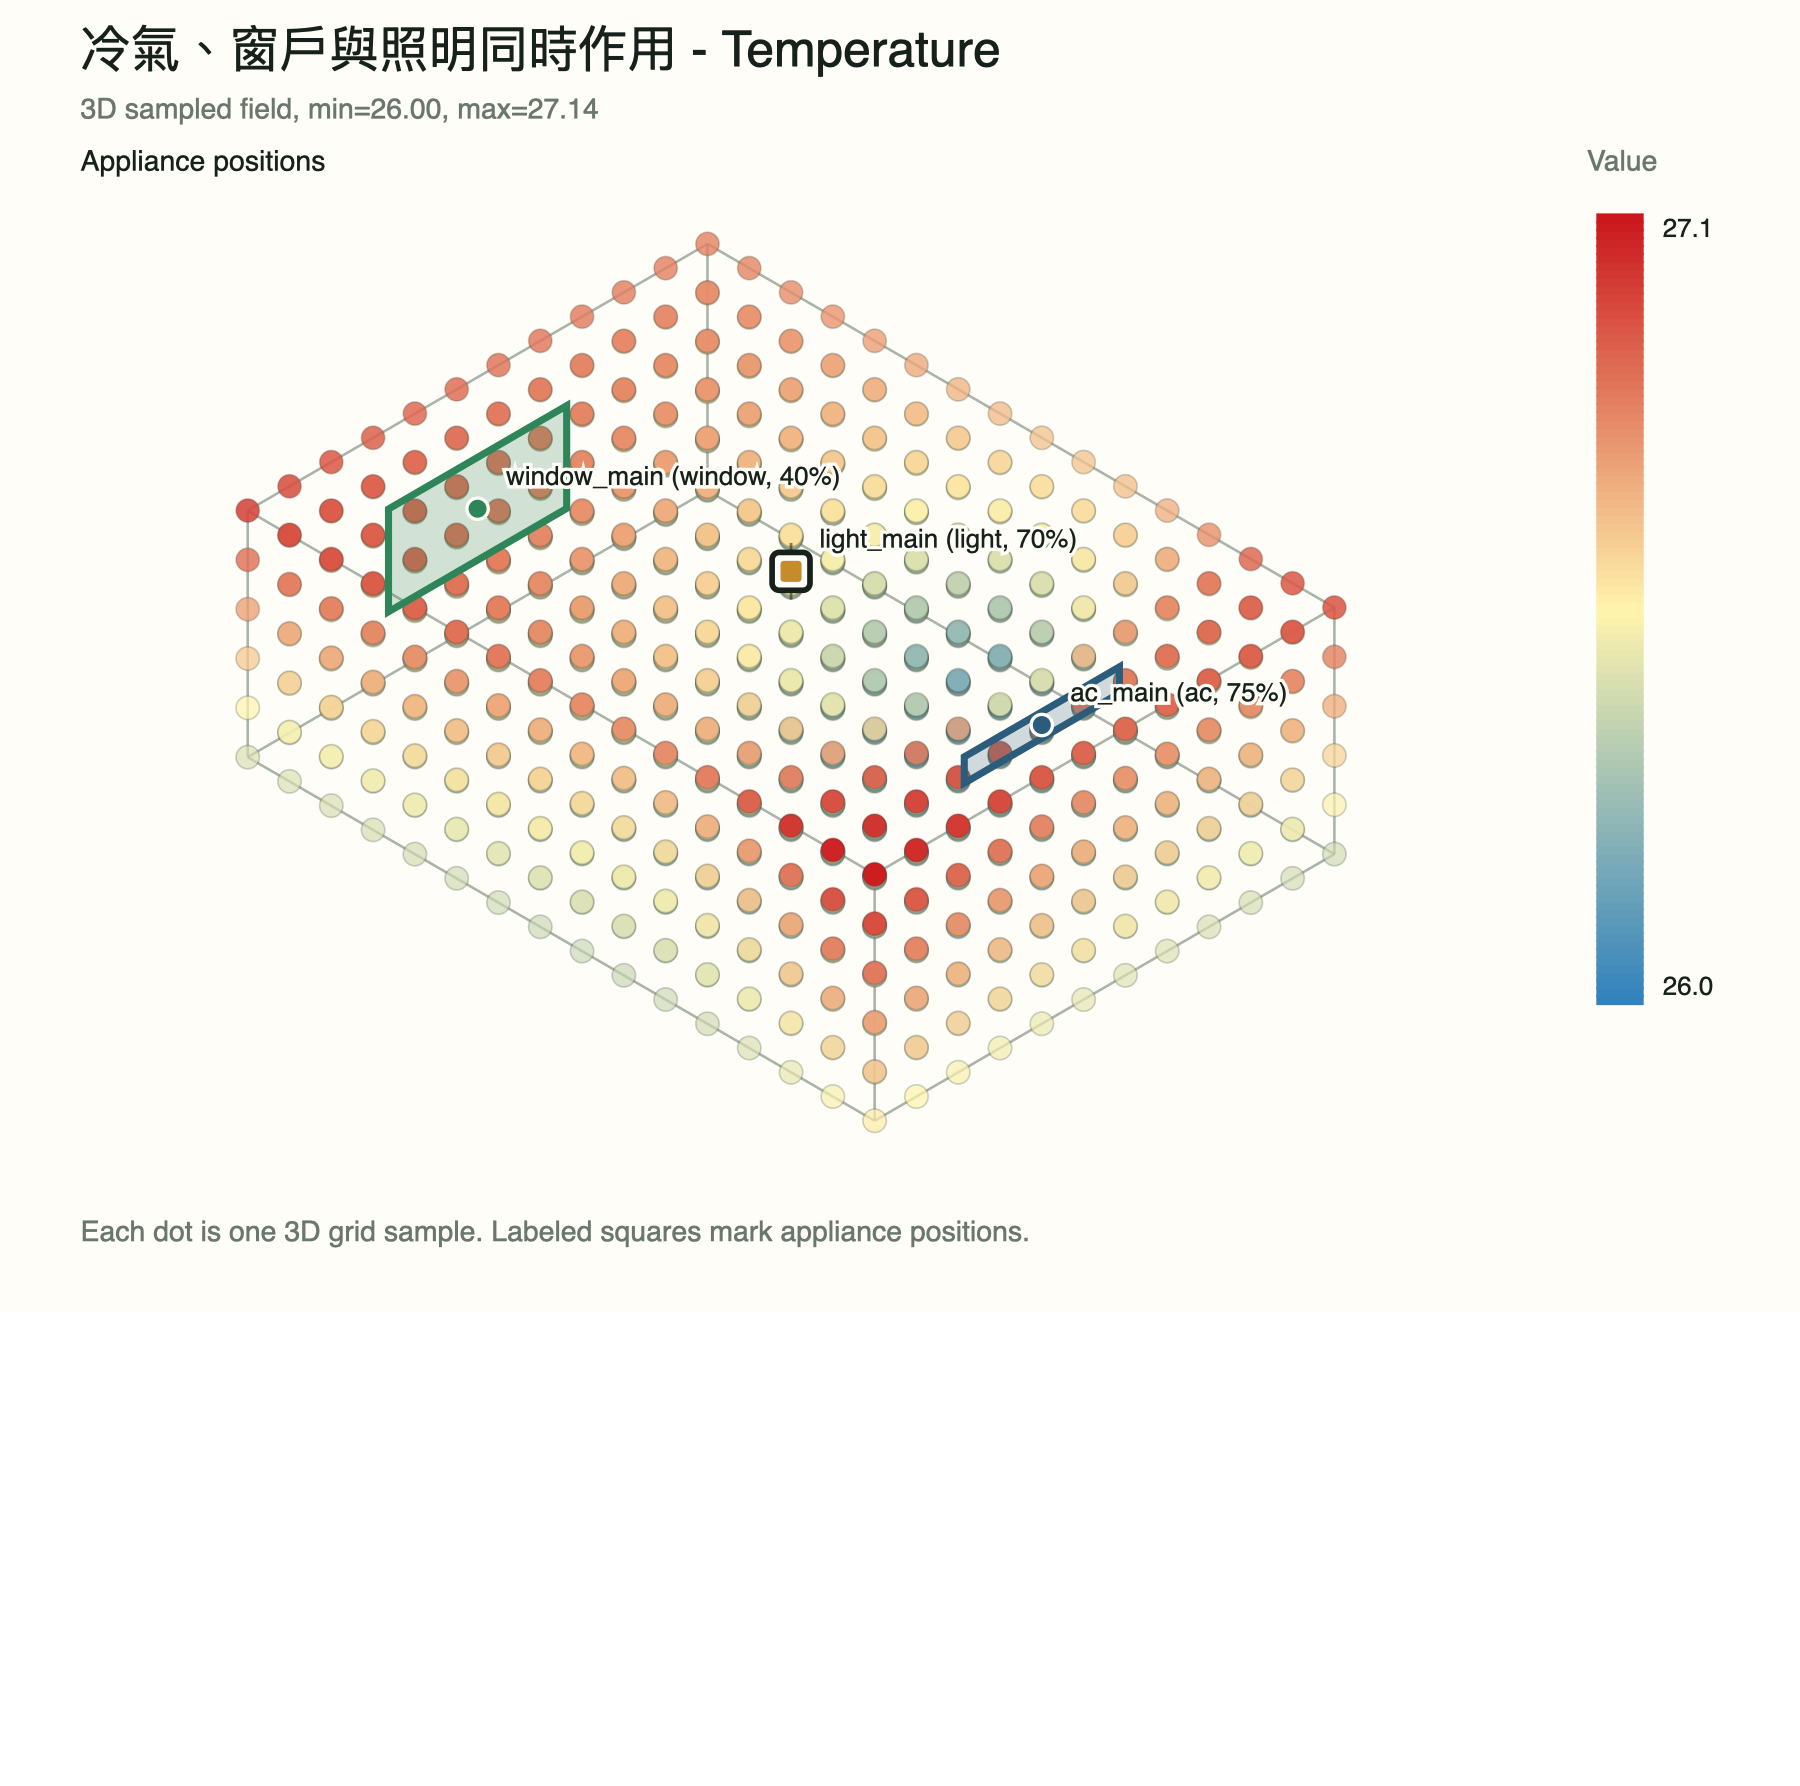 冷氣、窗戶與照明同時作用 - Temperature
3D sampled field, min=26.00, max=27.14
Appliance positions
Value
27.1
window_main (window, 40%)
light_main (light, 70%)
ac_main (ac, 75%)
26.0
Each dot is one 3D grid sample. Labeled squares mark appliance positions.